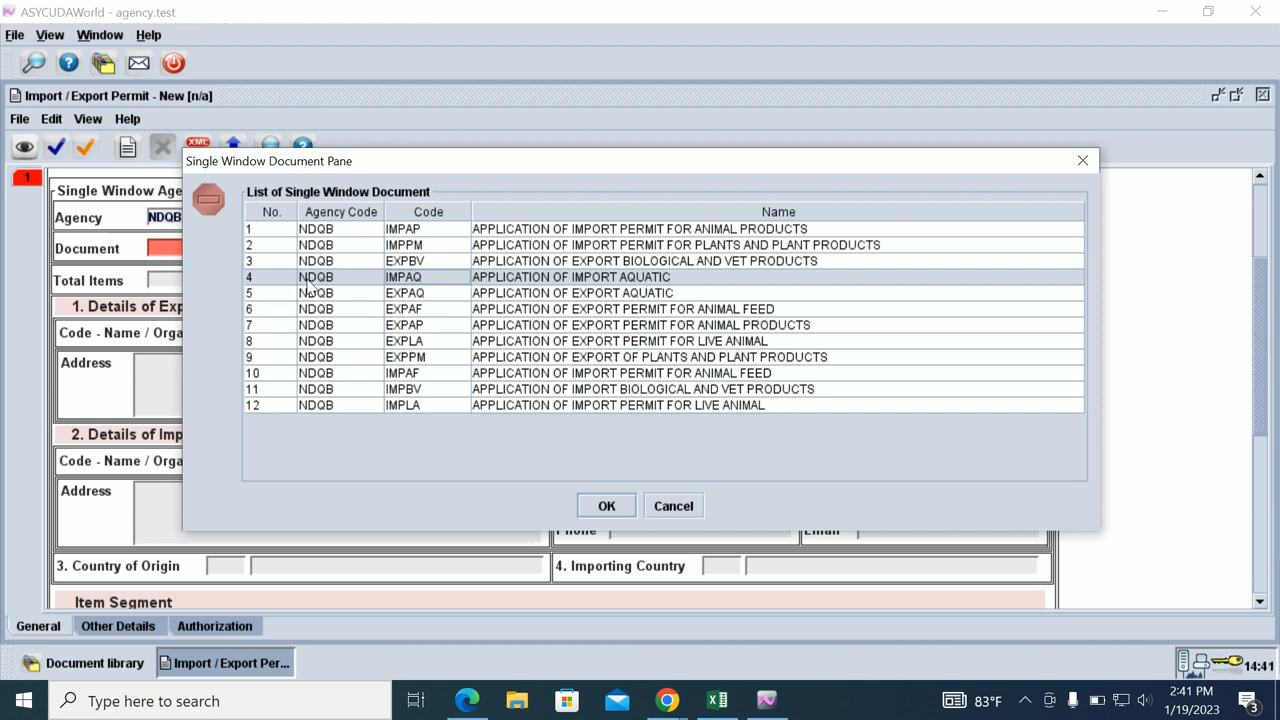 ASYCUDAWorld - agency.test
File View Window Help
Import / Export Permit - New [n/a]
File Edit View Help
XML
Single Window Document Pane
1
Single Window Age
List of Single Window Document
No. Agency Code Code Name
Agency NDQB
1 NDQB IMPAP APPLICATION OF IMPORT PERMIT FOR ANIMAL PRODUCTS
2 NDQB IMPPM APPLICATION OF IMPORT PERMIT FOR PLANTS AND PLANT PRODUCTS
Document
3 NDQB EXPBV APPLICATION OF EXPORT BIOLOGICAL AND VET PRODUCTS
4 NDQB IMPAQ APPLICATION OF IMPORT AQUATIC
Total Items
5 NDQB EXPAQ APPLICATION OF EXPORT AQUATIC
1. Details of Exp
6 NDQB EXPAF APPLICATION OF EXPORT PERMIT FOR ANIMAL FEED
7 NDQB EXPAP APPLICATION OF EXPORT PERMIT FOR ANIMAL PRODUCTS
Code - Name / Orga
8 NDQB EXPLA APPLICATION OF EXPORT PERMIT FOR LIVE ANIMAL
9 NDQB EXPPM APPLICATION OF EXPORT OF PLANTS AND PLANT PRODUCTS
Address
10 NDQB IMPAF APPLICATION OF IMPORT PERMIT FOR ANIMAL FEED
11 NDQB IMPBV APPLICATION OF IMPORT BIOLOGICAL AND VET PRODUCTS
12 NDQB IMPLA APPLICATION OF IMPORT PERMIT FOR LIVE ANIMAL
2. Details of Imp
Code - Name / Orga
Address
OK Cancel
Phone Email
3. Country of Origin 4. Importing Country
Item Segment
General Other Details Authorization
Document library Import / Export Per... 14:41
Type here to search 83°F 2:41 PM
1/19/2023
3